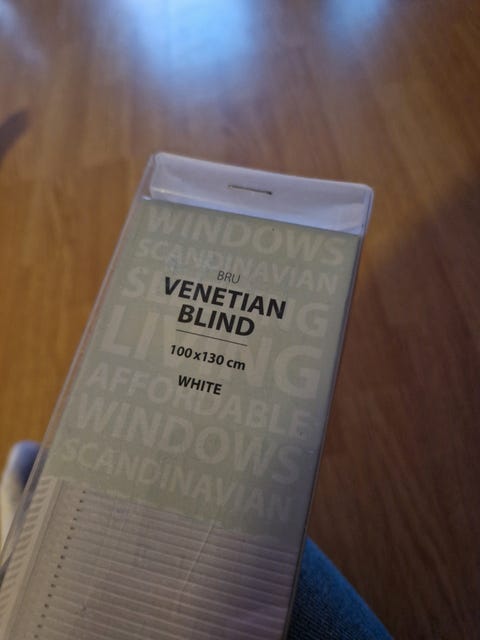 WINDOWS
SCANDINAVIAN
BRU
VENETIAN
BLIND
LIVING
100x130 cm
WHITE
AFFORDABLE
WINDOWS
SCANDINAVIAN